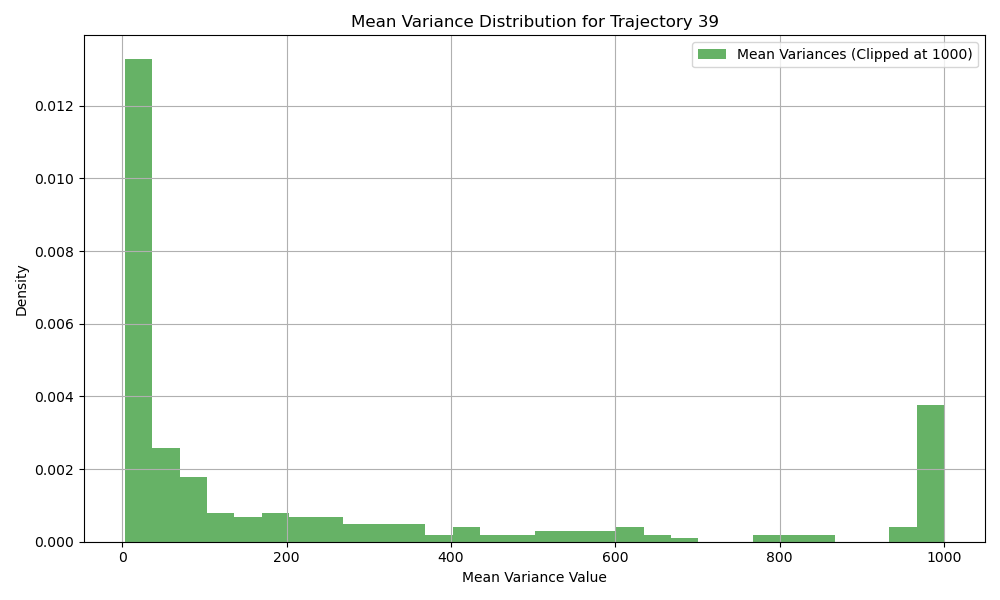 Mean Variance Distribution for Trajectory 39
Mean Variances (Clipped at 1000)
Density
0.012
0.010
0.008
0.006
0.004
0.002
0.000
0 200 400 600 800 1000
Mean Variance Value